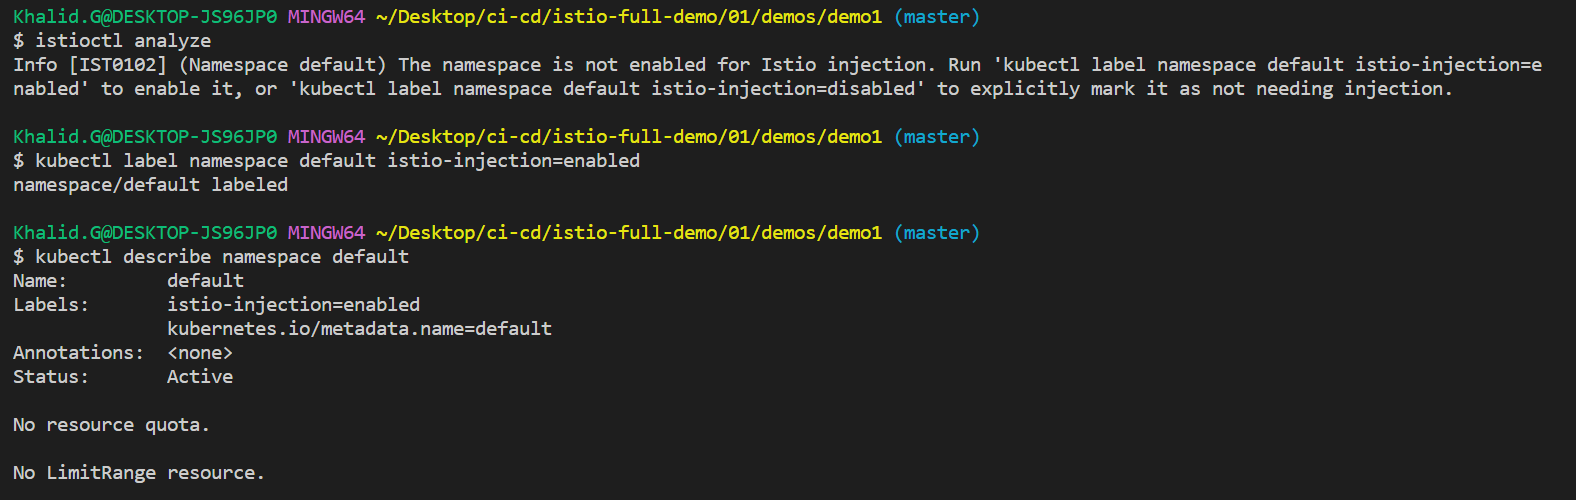 Khalid.G@DESKTOP-JS96JP0 MINGW64 ~/Desktop/ci-cd/istio-full-demo/01/demos/demo1 (master)
$ istioctl analyze
Info [IST0102] (Namespace default) The namespace is not enabled for Istio injection. Run 'kubectl label namespace default istio-injection=e
nabled' to enable it, or 'kubectl label namespace default istio-injection=disabled' to explicitly mark it as not needing injection.
Khalid.G@DESKTOP-JS96JP0 MINGW64 ~/Desktop/ci-cd/istio-full-demo/01/demos/demo1 (master)
$ kubectl label namespace default istio-injection=enabled
namespace/default labeled
Khalid.G@DESKTOP-JS96JP0 MINGW64 ~/Desktop/ci-cd/istio-full-demo/01/demos/demo1 (master)
$ kubectl describe namespace default
Name:         default
Labels:       istio-injection=enabled
              kubernetes.io/metadata.name=default
Annotations:  <none>
Status:       Active
No resource quota.
No LimitRange resource.